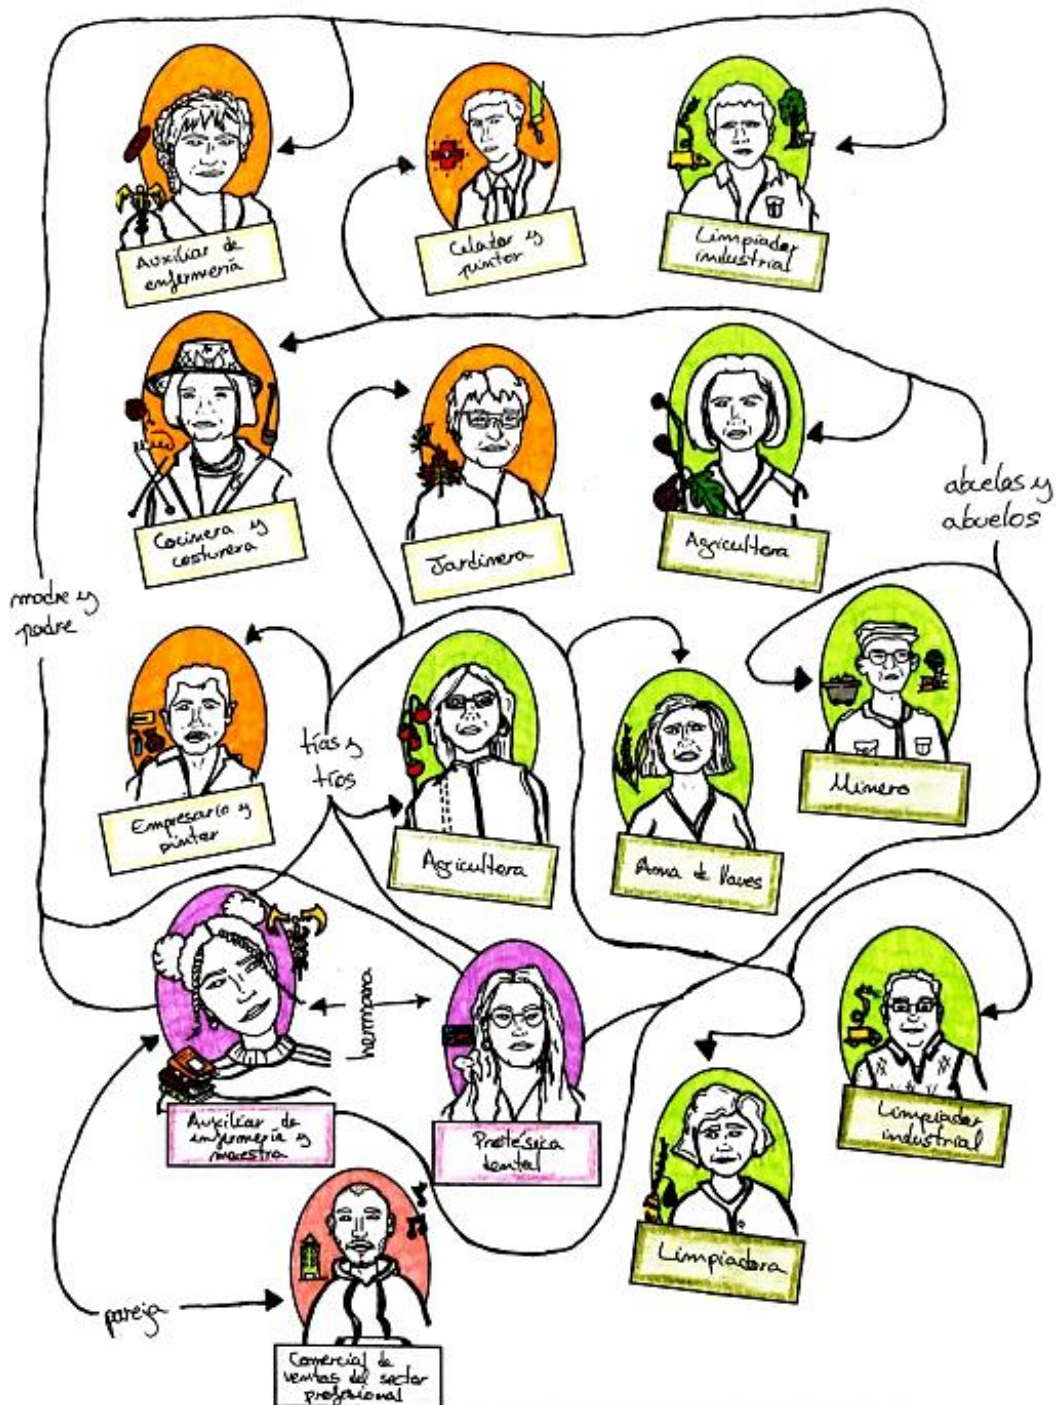 Auxiliar de
enfermería
Celador y
pintor
Limpiador
industrial
Cocinera y
costurera
Jardinera
Agricultora
abuelas y
abuelos
madre y
padre
Empresario y
pintor
tías y
tíos
Agricultora
Ama de llaves
Minero
hermana
Auxiliar de
enfermería y
maestra
Protésica
dental
Limpiador
industrial
Limpiadora
pareja
Comercial de
ventas del sector
profesional